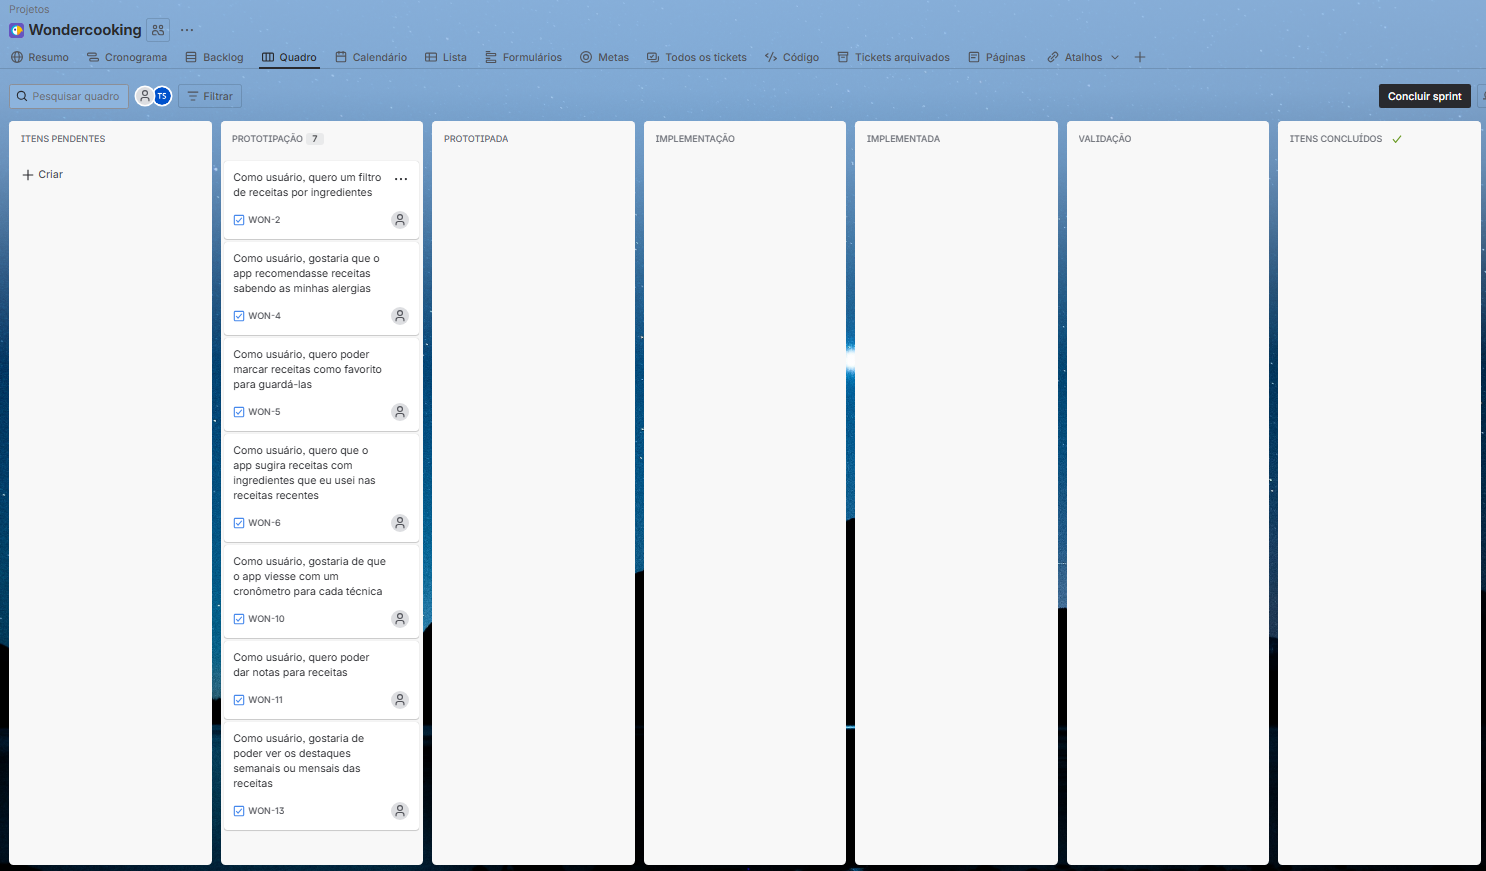 Projetos
Wondercooking
Resumo Cronograma Backlog Quadro Calendário Lista Formulários Metas Todos os tickets Código Tickets arquivados Páginas Atalhos
Pesquisar quadro TS Filtrar Concluir sprint
ITENS PENDENTES
Criar
PROTOTIPAÇÃO 7
Como usuário, quero um filtro
de receitas por ingredientes
WON-2
Como usuário, gostaria que o
app recomendasse receitas
sabendo as minhas alergias
WON-4
Como usuário, quero poder
marcar receitas como favorito
para guardá-las
WON-5
Como usuário, quero que o
app sugira receitas com
ingredientes que eu usei nas
receitas recentes
WON-6
Como usuário, gostaria de que
o app viesse com um
cronômetro para cada técnica
WON-10
Como usuário, quero poder
dar notas para receitas
WON-11
Como usuário, gostaria de
poder ver os destaques
semanais ou mensais das
receitas
WON-13
PROTOTIPADA
IMPLEMENTAÇÃO
IMPLEMENTADA
VALIDAÇÃO
ITENS CONCLUÍDOS